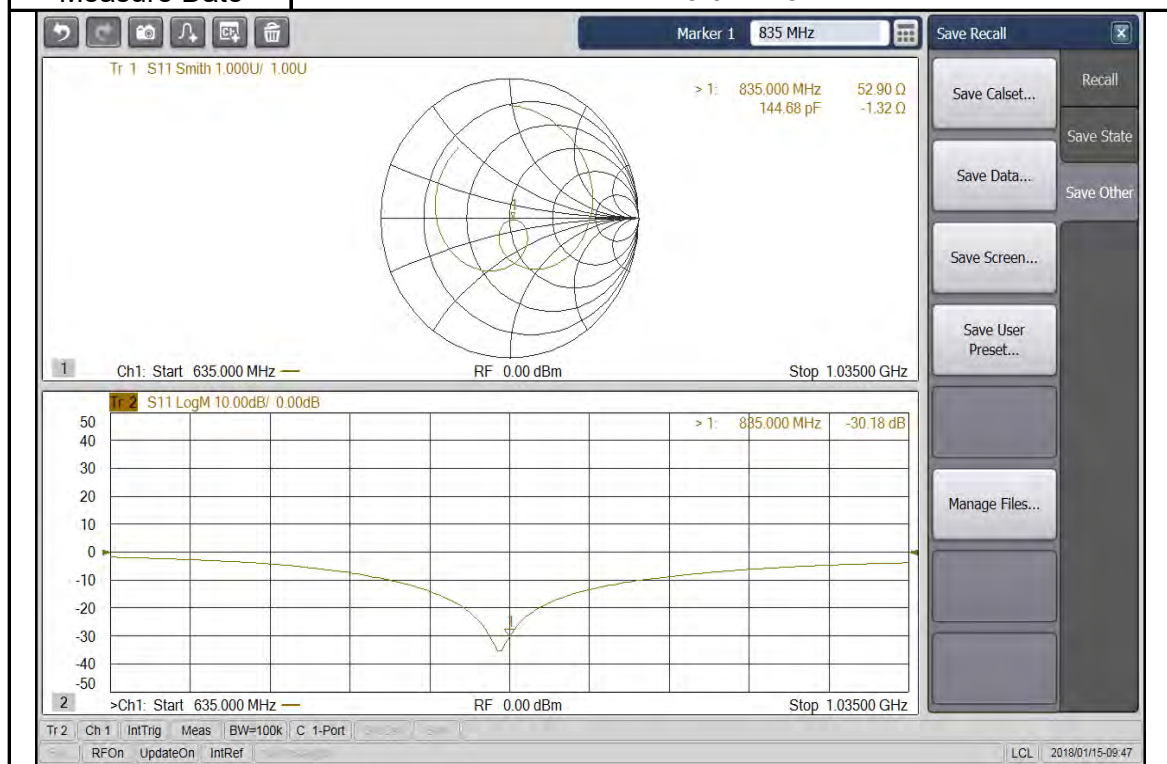 Measure Date
Marker 1 835 MHz
Save Recall
Tr 1 S11 Smith 1.000U/ 1.00U
> 1: 835.000 MHz 52.90 Ω
144.68 pF -1.32 Ω
1
1 Ch1: Start 635.000 MHz — RF 0.00 dBm Stop 1.03500 GHz
Tr 2 S11 LogM 10.00dB/ 0.00dB
> 1: 835.000 MHz -30.18 dB
50
40
30
20
10
0
-10
-20
-30
-40
-50
1
2 >Ch1: Start 635.000 MHz — RF 0.00 dBm Stop 1.03500 GHz
Save Calset...
Save Data...
Save Screen...
Save User
Preset...
Manage Files...
Recall
Save State
Save Other
Tr 2 Ch 1 IntTrig Meas BW=100k C 1-Port
RFOn UpdateOn IntRef LCL 2018/01/15-09:47